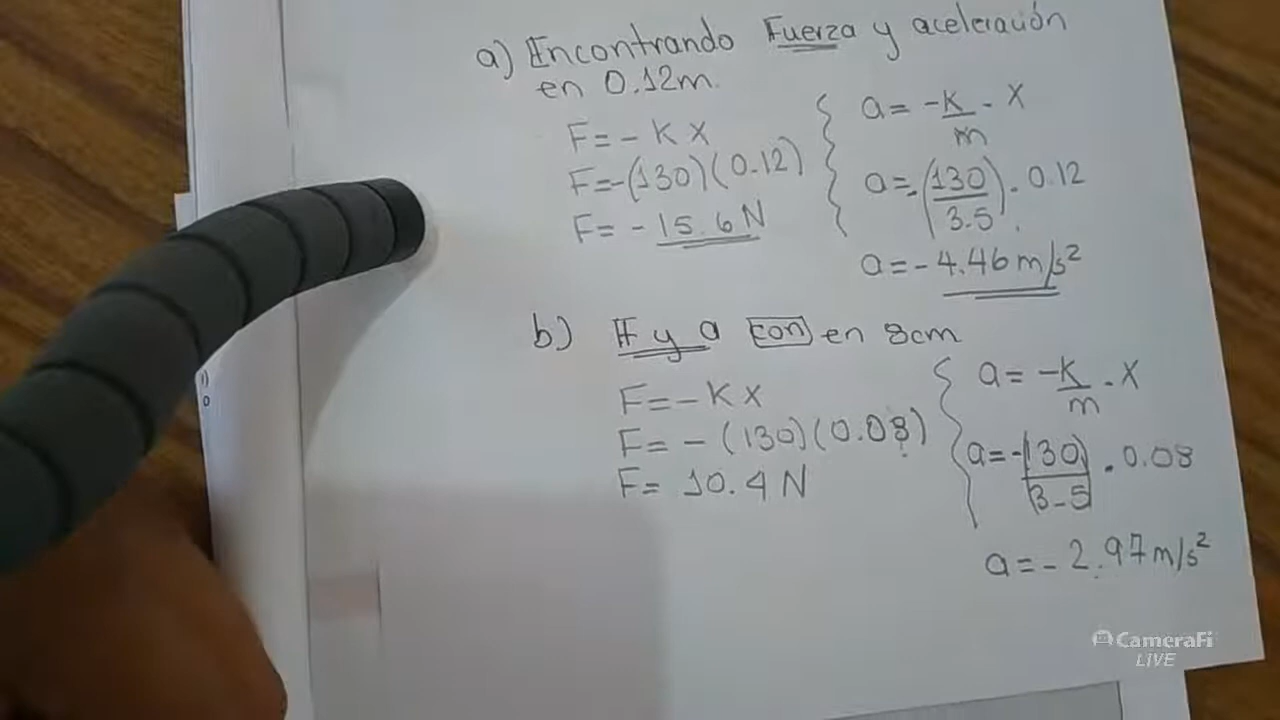 a) Encontrando Fuerza y aceleración
en 0.12m.
F = - K X
F = -(130)(0.12)
F = - 15.6 N
a = -K/m . X
a = -(130/3.5) . 0.12
a = - 4.46 m/s²
b) F y a con en 8cm
F = - K X
F = - (130)(0.08)
F = 10.4 N
a = -K/m . X
a = -(130)/(3-5) . 0.08
a = - 2.97 m/s²
CameraFi
LIVE